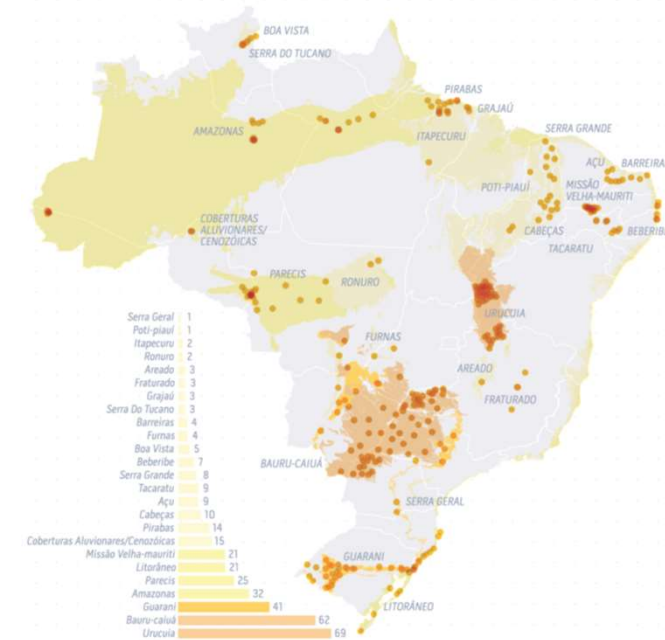 BOA VISTA
SERRA DO TUCANO
PIRABAS
GRAJAÚ
AMAZONAS
ITAPECURU
SERRA GRANDE
AÇU
BARREIRA
POTI-PIAUÍ
MISSÃO
VELHA-MAURITI
COBERTURAS
ALUVIONARES/
CENOZÓICAS
CABEÇAS
BEBERIB
TACARATU
PARECIS
RONURO
URUCUIA
FURNAS
AREADO
FRATURADO
BAURU-CAIUÁ
SERRA GERAL
GUARANI
LITORÂNEO
Serra Geral 1
Poti-piauí 1
Itapecuru 2
Ronuro 2
Areado 3
Fraturado 3
Grajaú 3
Serra Do Tucano 3
Barreiras 4
Furnas 4
Boa Vista 5
Beberibe 7
Serra Grande 8
Tacaratu 9
Açu 9
Cabeças 10
Pirabas 14
Coberturas Aluvionares/Cenozóicas 15
Missão Velha-mauriti 21
Litorâneo 21
Parecis 25
Amazonas 32
Guarani 41
Bauru-caiuá 62
Urucuia 69